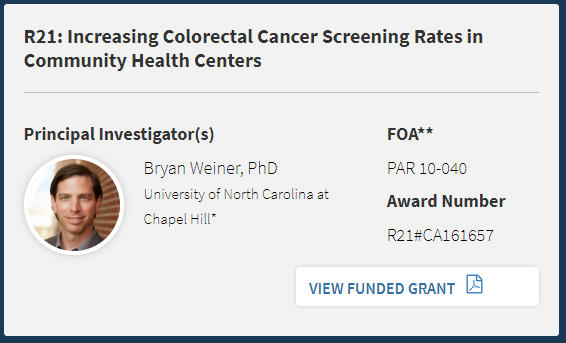 R21: Increasing Colorectal Cancer Screening Rates in
Community Health Centers
Principal Investigator(s)
Bryan Weiner, PhD
University of North Carolina at
Chapel Hill*
FOA**
PAR 10-040
Award Number
R21#CA161657
VIEW FUNDED GRANT